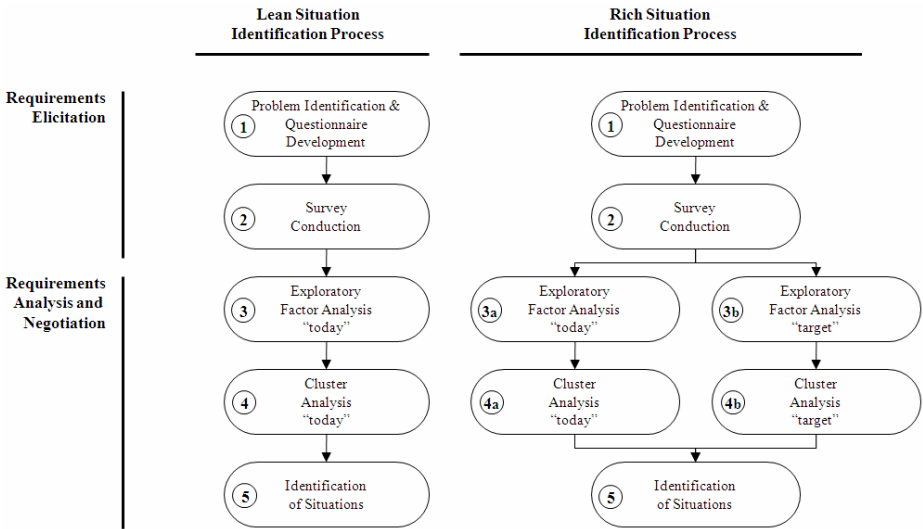 Lean Situation
Identification Process
Rich Situation
Identification Process
Requirements
Elicitation
1
Problem Identification &
Questionnaire
Development
1
Problem Identification &
Questionnaire
Development
2
Survey
Conduction
2
Survey
Conduction
Requirements
Analysis and
Negotiation
3
Exploratory
Factor Analysis
“today”
3a
Exploratory
Factor Analysis
“today”
3b
Exploratory
Factor Analysis
“target”
4
Cluster
Analysis
“today”
4a
Cluster
Analysis
“today”
4b
Cluster
Analysis
“target”
5
Identification
of Situations
5
Identification
of Situations